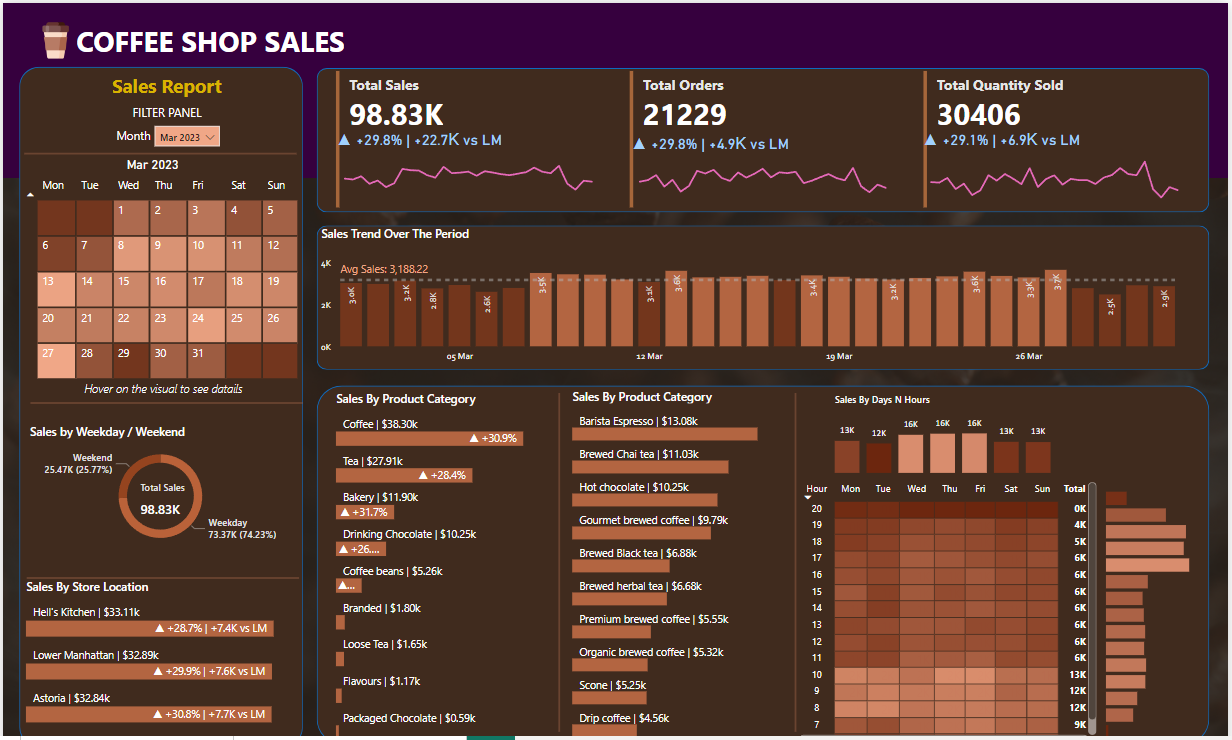 COFFEE SHOP SALES
Sales Report
FILTER PANEL
Month Mar 2023
Mar 2023
Mon Tue Wed Thu Fri Sat Sun
1 2 3 4 5
6 7 8 9 10 11 12
13 14 15 16 17 18 19
20 21 22 23 24 25 26
27 28 29 30 31
Hover on the visual to see datails
Sales by Weekday / Weekend
Weekend
25.47K (25.77%)
Total Sales
98.83K
Weekday
73.37K (74.23%)
Sales By Store Location
Hell's Kitchen | $33.11k
+28.7% | +7.4K vs LM
Lower Manhattan | $32.89k
+29.9% | +7.6K vs LM
Astoria | $32.84k
+30.8% | +7.7K vs LM
Total Sales
98.83K
+29.8% | +22.7K vs LM
Total Orders
21229
+29.8% | +4.9K vs LM
Total Quantity Sold
30406
+29.1% | +6.9K vs LM
Sales Trend Over The Period
Avg Sales: 3,188.22
4K
2K
0K
3.0K 3.2K 2.8K 2.6K 3.5K 3.1K 3.6K 3.4K 3.2K 3.6K 3.3K 3.7K 2.5K 2.9K
05 Mar 12 Mar 19 Mar 26 Mar
Sales By Product Category
Coffee | $38.30k
+30.9%
Tea | $27.91k
+28.4%
Bakery | $11.90k
+31.7%
Drinking Chocolate | $10.25k
+26....
Coffee beans | $5.26k
...
Branded | $1.80k
Loose Tea | $1.65k
Flavours | $1.17k
Packaged Chocolate | $0.59k
Sales By Product Category
Barista Espresso | $13.08k
Brewed Chai tea | $11.03k
Hot chocolate | $10.25k
Gourmet brewed coffee | $9.79k
Brewed Black tea | $6.88k
Brewed herbal tea | $6.68k
Premium brewed coffee | $5.55k
Organic brewed coffee | $5.32k
Scone | $5.25k
Drip coffee | $4.56k
Sales By Days N Hours
13K 12K 16K 16K 16K 13K 13K
Hour Mon Tue Wed Thu Fri Sat Sun Total
20 0K
19 4K
18 5K
17 6K
16 6K
15 6K
14 6K
13 6K
12 6K
11 6K
10 13K
9 12K
8 12K
7 9K